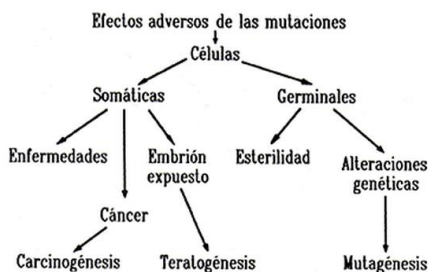 Efectos adversos de las mutaciones
Células
Somáticas
Germinales
Enfermedades
Embrión
expuesto
Esterilidad
Alteraciones
genéticas
Cáncer
Carcinogénesis
Teratogénesis
Mutagénesis